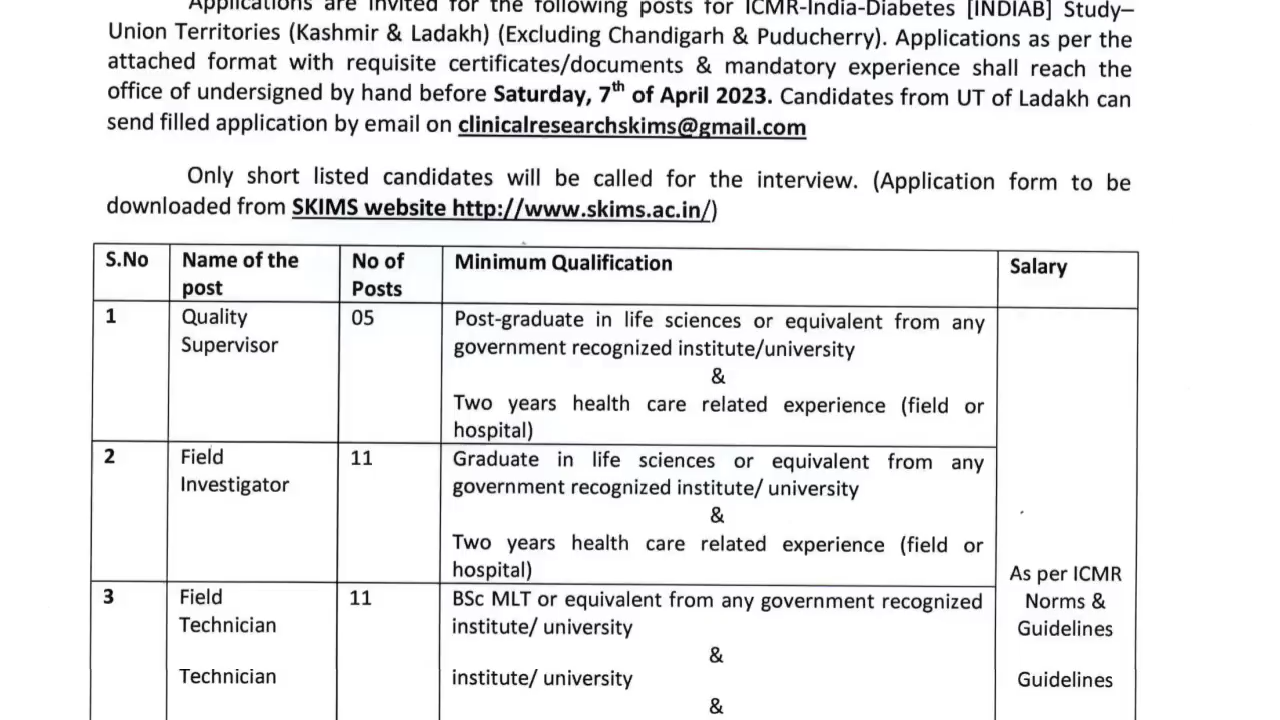 Applications are invited for the following posts for ICMR-India-Diabetes [INDIAB] Study–
Union Territories (Kashmir & Ladakh) (Excluding Chandigarh & Puducherry). Applications as per the
attached format with requisite certificates/documents & mandatory experience shall reach the
office of undersigned by hand before Saturday, 7th of April 2023. Candidates from UT of Ladakh can
send filled application by email on clinicalresearchskims@gmail.com
Only short listed candidates will be called for the interview. (Application form to be
downloaded from SKIMS website http://www.skims.ac.in/)
S.No Name of the No of Minimum Qualification Salary
post Posts
1 Quality 05 Post-graduate in life sciences or equivalent from any
Supervisor government recognized institute/university
&
Two years health care related experience (field or
hospital)
2 Field 11 Graduate in life sciences or equivalent from any
Investigator government recognized institute/ university
&
Two years health care related experience (field or
hospital)
As per ICMR
3 Field 11 BSc MLT or equivalent from any government recognized Norms &
Technician institute/ university Guidelines
&
Technician institute/ university Guidelines
&